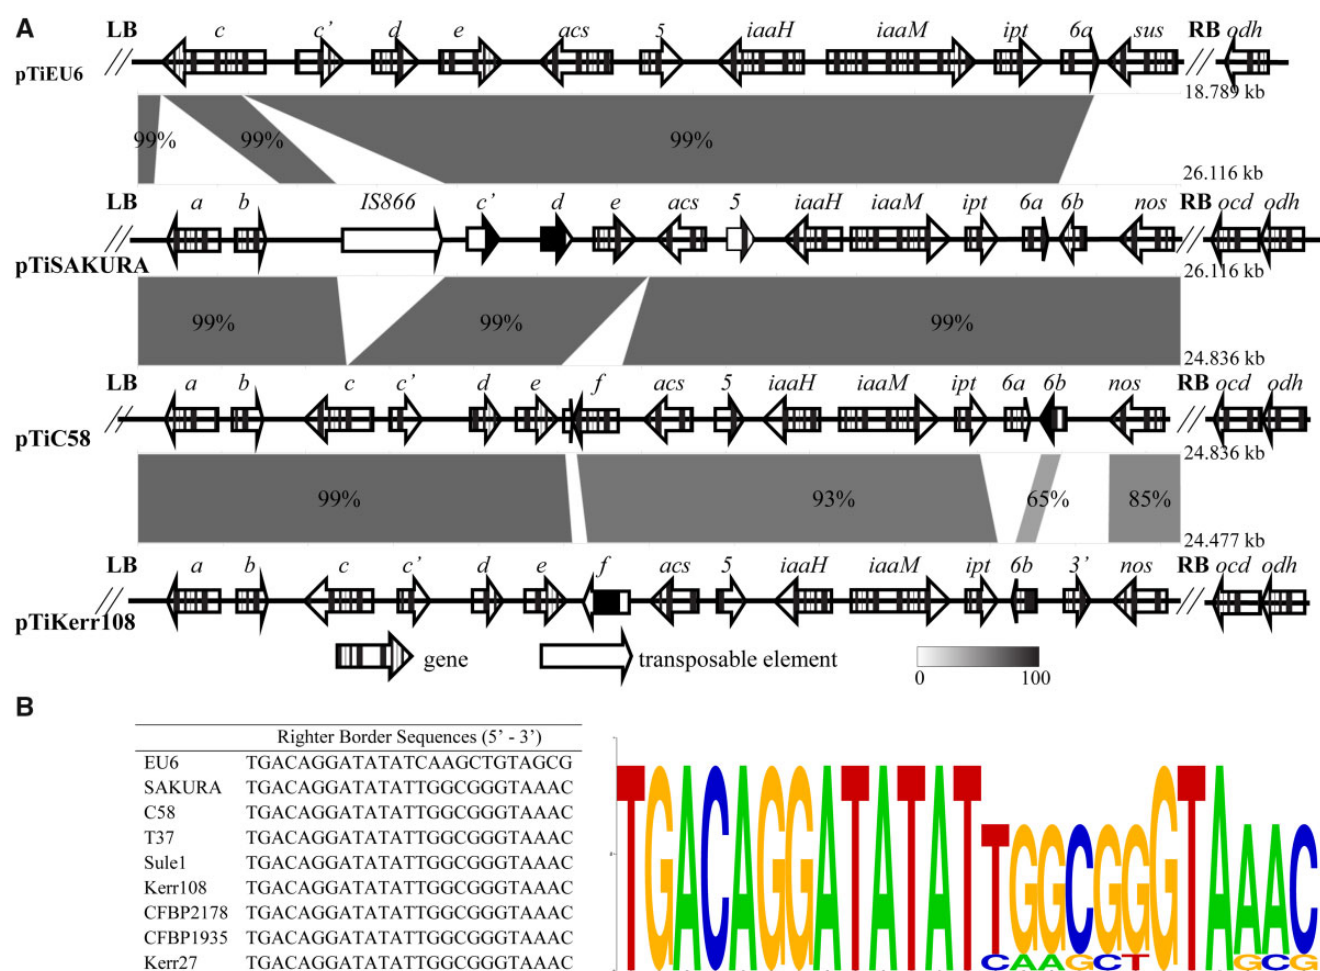 A
LB c c' d e acs 5 iaaH iaaM ipt 6a sus RB odh
pTiEU6
18.789 kb
99% 99% 99%
26.116 kb
LB a b IS866 c' d e acs 5 iaaH iaaM ipt 6a 6b nos RB ocd odh
pTiSAKURA
26.116 kb
99% 99% 99%
24.836 kb
LB a b c c' d e f acs 5 iaaH iaaM ipt 6a 6b nos RB ocd odh
pTiC58
24.836 kb
99% 93% 65% 85%
24.477 kb
LB a b c c' d e f acs 5 iaaH iaaM ipt 6b 3' nos RB ocd odh
pTiKerr108
gene transposable element
0 100
B
Righter Border Sequences (5' - 3')
EU6 TGACAGGATATATCAAGCTGTAGCG
SAKURA TGACAGGATATATTGGCGGGTAAAC
C58 TGACAGGATATATTGGCGGGTAAAC
T37 TGACAGGATATATTGGCGGGTAAAC
Sule1 TGACAGGATATATTGGCGGGTAAAC
Kerr108 TGACAGGATATATTGGCGGGTAAAC
CFBP2178 TGACAGGATATATTGGCGGGTAAAC
CFBP1935 TGACAGGATATATTGGCGGGTAAAC
Kerr27 TGACAGGATATATTGGCGGGTAAAC
TGACAGGATATATTGGCGGGTAAAC
CAAGCT GCG